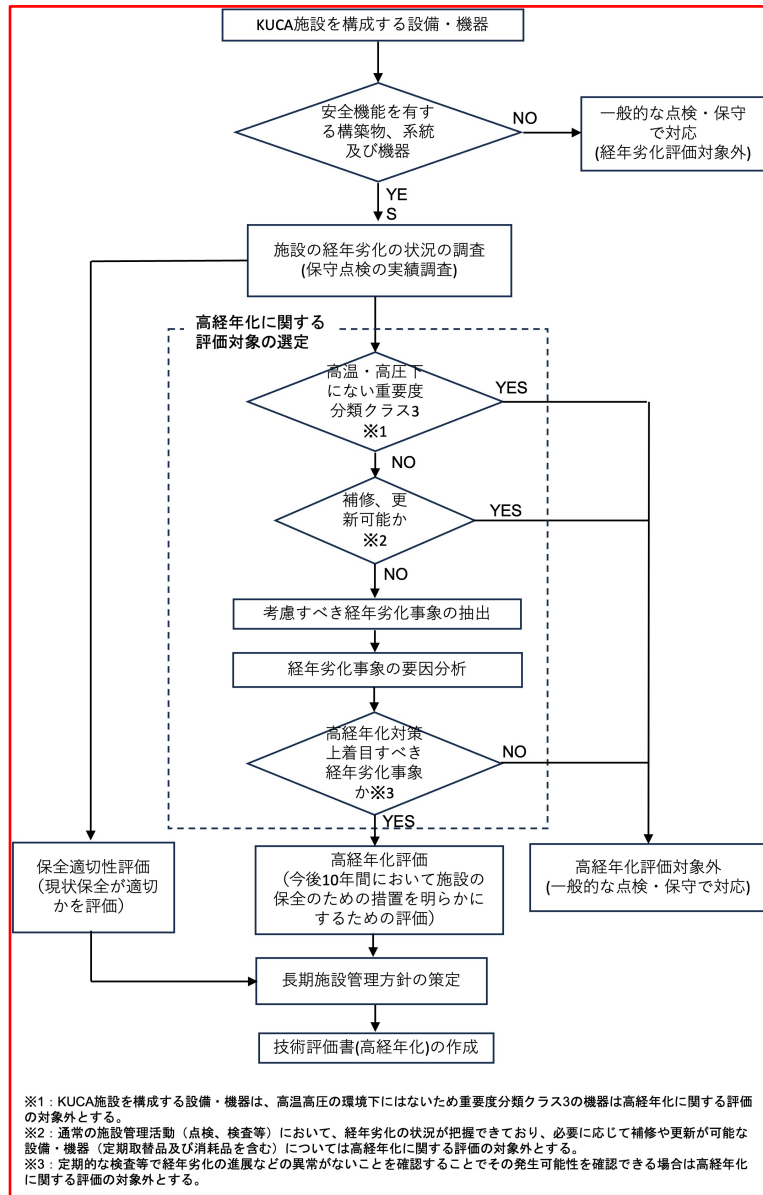 KUCA施設を構成する設備・機器
安全機能を有す
る構築物、系統
及び機器
NO
一般的な点検・保守
で対応
(経年劣化評価対象外)
YE
S
施設の経年劣化の状況の調査
(保守点検の実績調査)
高経年化に関する
評価対象の選定
高温・高圧下
にない重要度
分類クラス3
※1
YES
NO
補修、更
新可能か
※2
YES
NO
考慮すべき経年劣化事象の抽出
経年劣化事象の要因分析
高経年化対策
上着目すべき
経年劣化事象
か※3
NO
YES
保全適切性評価
（現状保全が適切
かを評価）
高経年化評価
（今後10年間において施設の
保全のための措置を明らかに
するための評価）
高経年化評価対象外
(一般的な点検・保守で対応)
長期施設管理方針の策定
技術評価書(高経年化)の作成
※1：KUCA施設を構成する設備・機器は、高温高圧の環境下にはないため重要度分類クラス3の機器は高経年化に関する評価
の対象外とする。
※2：通常の施設管理活動（点検、検査等）において、経年劣化の状況が把握できており、必要に応じて補修や更新が可能な
設備・機器（定期取替品及び消耗品を含む）については高経年化に関する評価の対象外とする。
※3：定期的な検査等で経年劣化の進展などの異常がないことを確認することでその発生可能性を確認できる場合は高経年化
に関する評価の対象外とする。